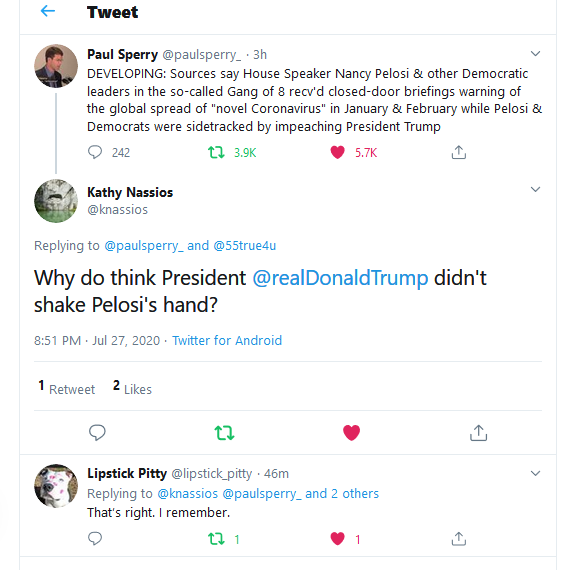 Tweet
Paul Sperry @paulsperry_ · 3h
DEVELOPING: Sources say House Speaker Nancy Pelosi & other Democratic
leaders in the so-called Gang of 8 recv'd closed-door briefings warning of
the global spread of "novel Coronavirus" in January & February while Pelosi &
Democrats were sidetracked by impeaching President Trump
242 3.9K 5.7K
Kathy Nassios
@knassios
Replying to @paulsperry_ and @55true4u
Why do think President @realDonaldTrump didn't
shake Pelosi's hand?
8:51 PM · Jul 27, 2020 · Twitter for Android
1 Retweet 2 Likes
Lipstick Pitty @lipstick_pitty · 46m
Replying to @knassios @paulsperry_ and 2 others
That's right. I remember.
1 1